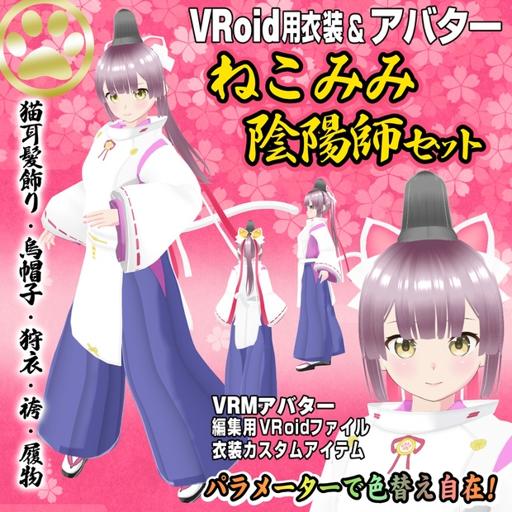 VRoid用衣装&アバター
ねこみみ
陰陽師セット
猫耳髪飾り・烏帽子・狩衣・袴・履物
VRMアバター
編集用VRoidファイル
衣装カスタムアイテム
パラメーターで色替え自在!